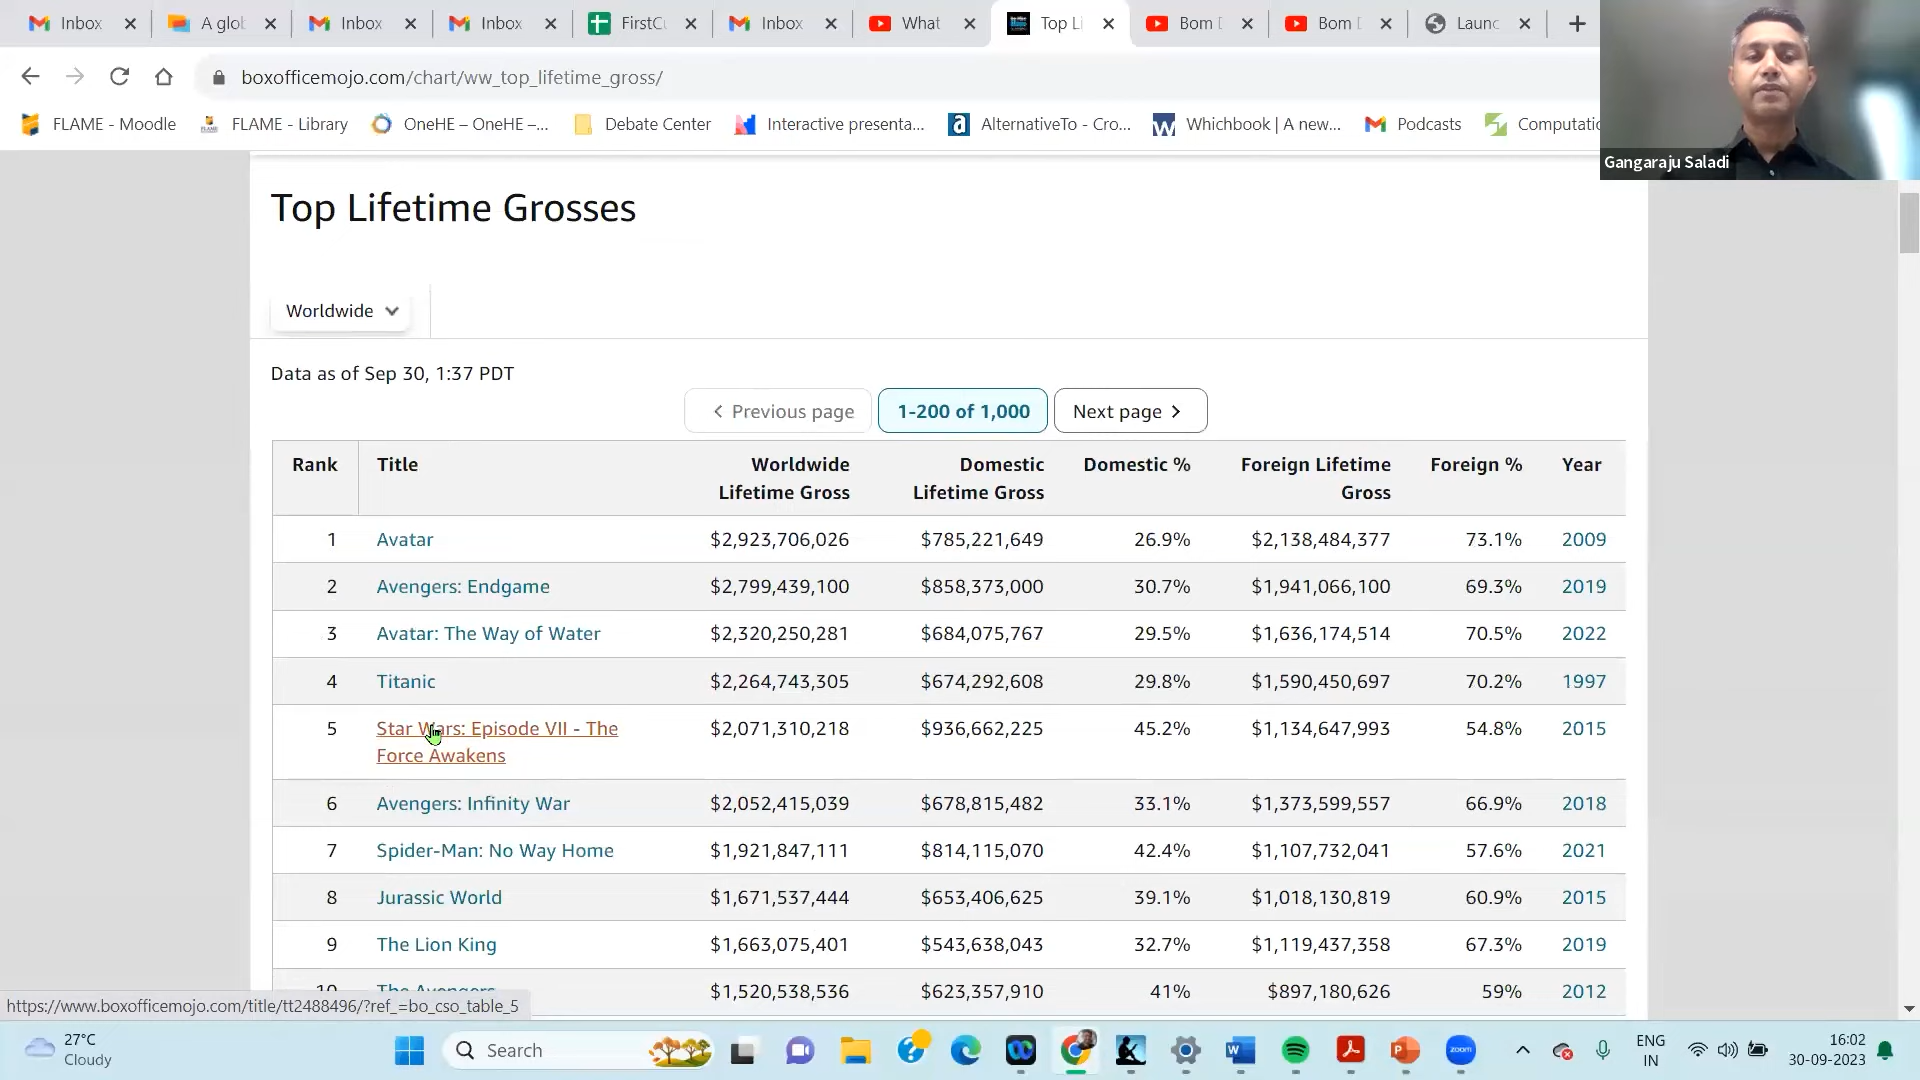 Inbox
A glol
Inbox
Inbox
FirstCu
Inbox
What
Top Li
Bom D
Bom D
Launc
boxofficemojo.com/chart/ww_top_lifetime_gross/
FLAME - Moodle
FLAME - Library
OneHE – OneHE –...
Debate Center
Interactive presenta...
AlternativeTo - Cro...
Whichbook | A new...
Podcasts
Computatio
Gangaraju Saladi
Top Lifetime Grosses
Worldwide
Data as of Sep 30, 1:37 PDT
Previous page 1-200 of 1,000 Next page
Rank Title Worldwide Lifetime Gross Domestic Lifetime Gross Domestic % Foreign Lifetime Gross Foreign % Year
1 Avatar $2,923,706,026 $785,221,649 26.9% $2,138,484,377 73.1% 2009
2 Avengers: Endgame $2,799,439,100 $858,373,000 30.7% $1,941,066,100 69.3% 2019
3 Avatar: The Way of Water $2,320,250,281 $684,075,767 29.5% $1,636,174,514 70.5% 2022
4 Titanic $2,264,743,305 $674,292,608 29.8% $1,590,450,697 70.2% 1997
5 Star Wars: Episode VII - The $2,071,310,218 $936,662,225 45.2% $1,134,647,993 54.8% 2015
Force Awakens
6 Avengers: Infinity War $2,052,415,039 $678,815,482 33.1% $1,373,599,557 66.9% 2018
7 Spider-Man: No Way Home $1,921,847,111 $814,115,070 42.4% $1,107,732,041 57.6% 2021
8 Jurassic World $1,671,537,444 $653,406,625 39.1% $1,018,130,819 60.9% 2015
9 The Lion King $1,663,075,401 $543,638,043 32.7% $1,119,437,358 67.3% 2019
10 The Avengers $1,520,538,536 $623,357,910 41% $897,180,626 59% 2012
https://www.boxofficemojo.com/title/tt2488496/?ref_=bo_cso_table_5
27°C
Cloudy
Search
zoom
ENG
IN
16:02
30-09-2023